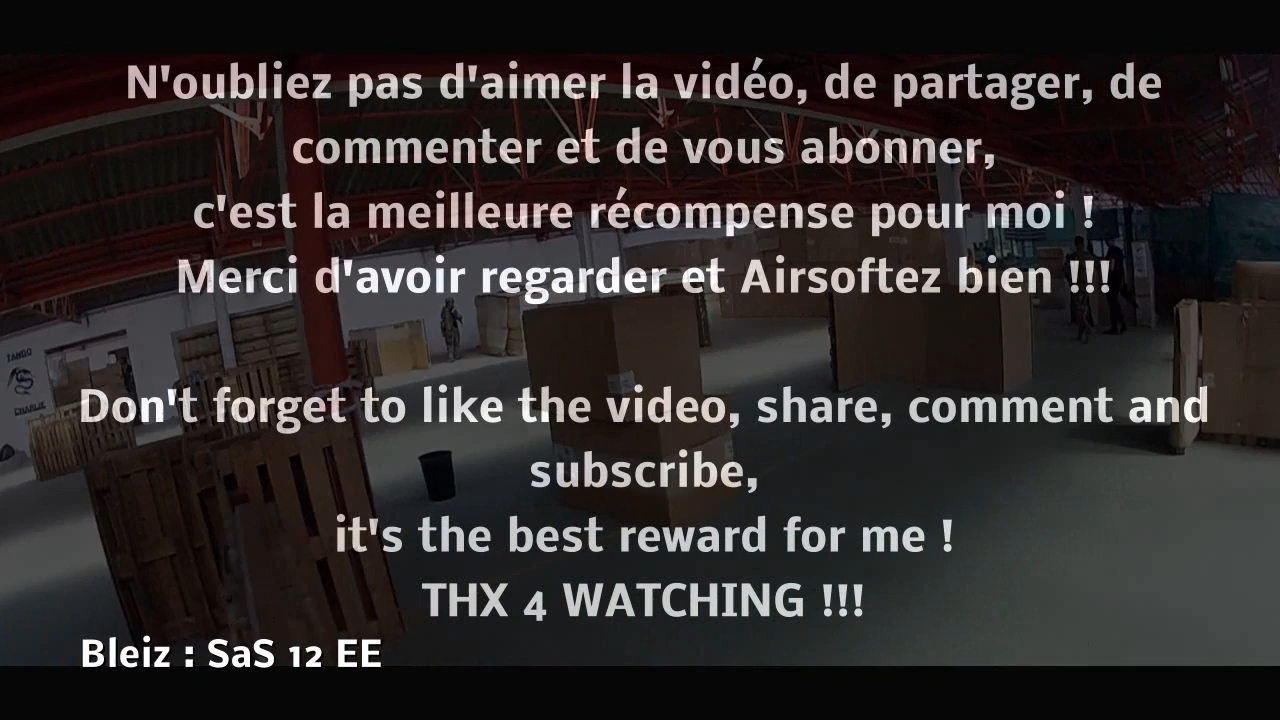 N'oubliez pas d'aimer la vidéo, de partager, de
commenter et de vous abonner,
c'est la meilleure récompense pour moi !
Merci d'avoir regarder et Airsoftez bien !!!
TANGO
CHARLIE
Don't forget to like the video, share, comment and
subscribe,
it's the best reward for me !
THX 4 WATCHING !!!
Bleiz : SaS 12 EE